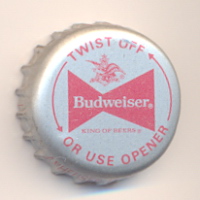 TWIST OFF
Budweiser®
KING OF BEERS®
OR USE OPENER